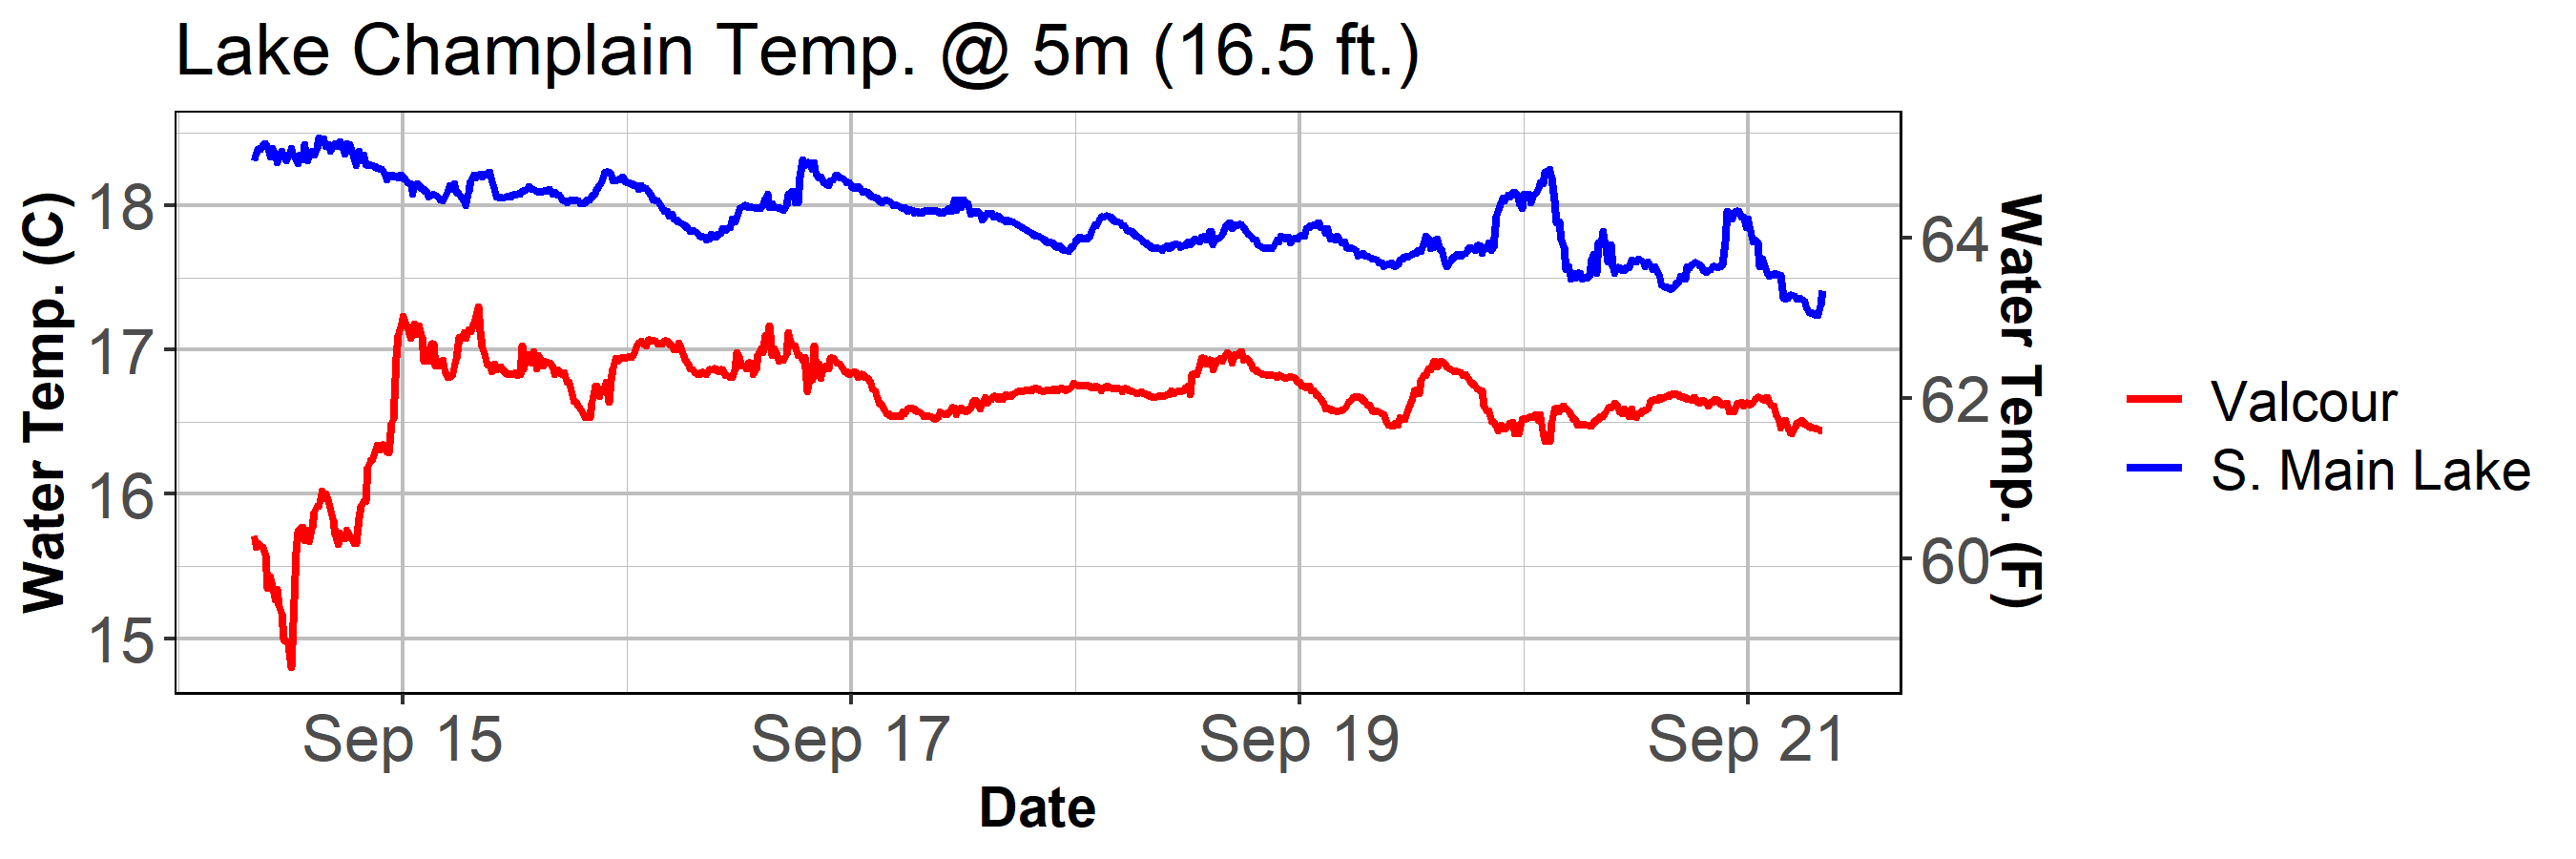 Lake Champlain Temp. @ 5m (16.5 ft.)
Water Temp. (C)
18
17
16
15
64
62
60
Water Temp. (F)
Valcour
S. Main Lake
Sep 15
Sep 17
Sep 19
Sep 21
Date